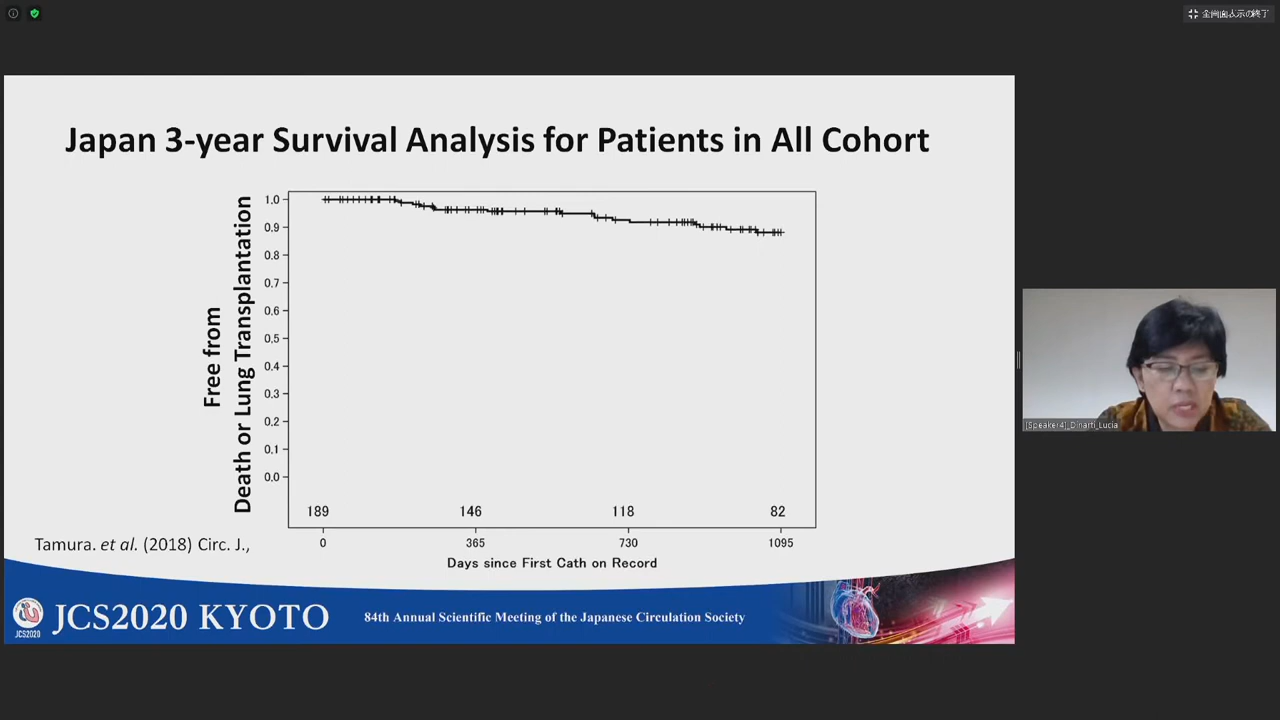 全画面表示の終了
Japan 3-year Survival Analysis for Patients in All Cohort
Free from
Death or Lung Transplantation
1.0
0.9
0.8
0.7
0.6
0.5
0.4
0.3
0.2
0.1
0.0
189 146 118 82
0 365 730 1095
Days since First Cath on Record
Tamura. et al. (2018) Circ. J.,
JCS2020
JCS2020 KYOTO
84th Annual Scientific Meeting of the Japanese Circulation Society
[Speaker4]_Dinarti_Lucia